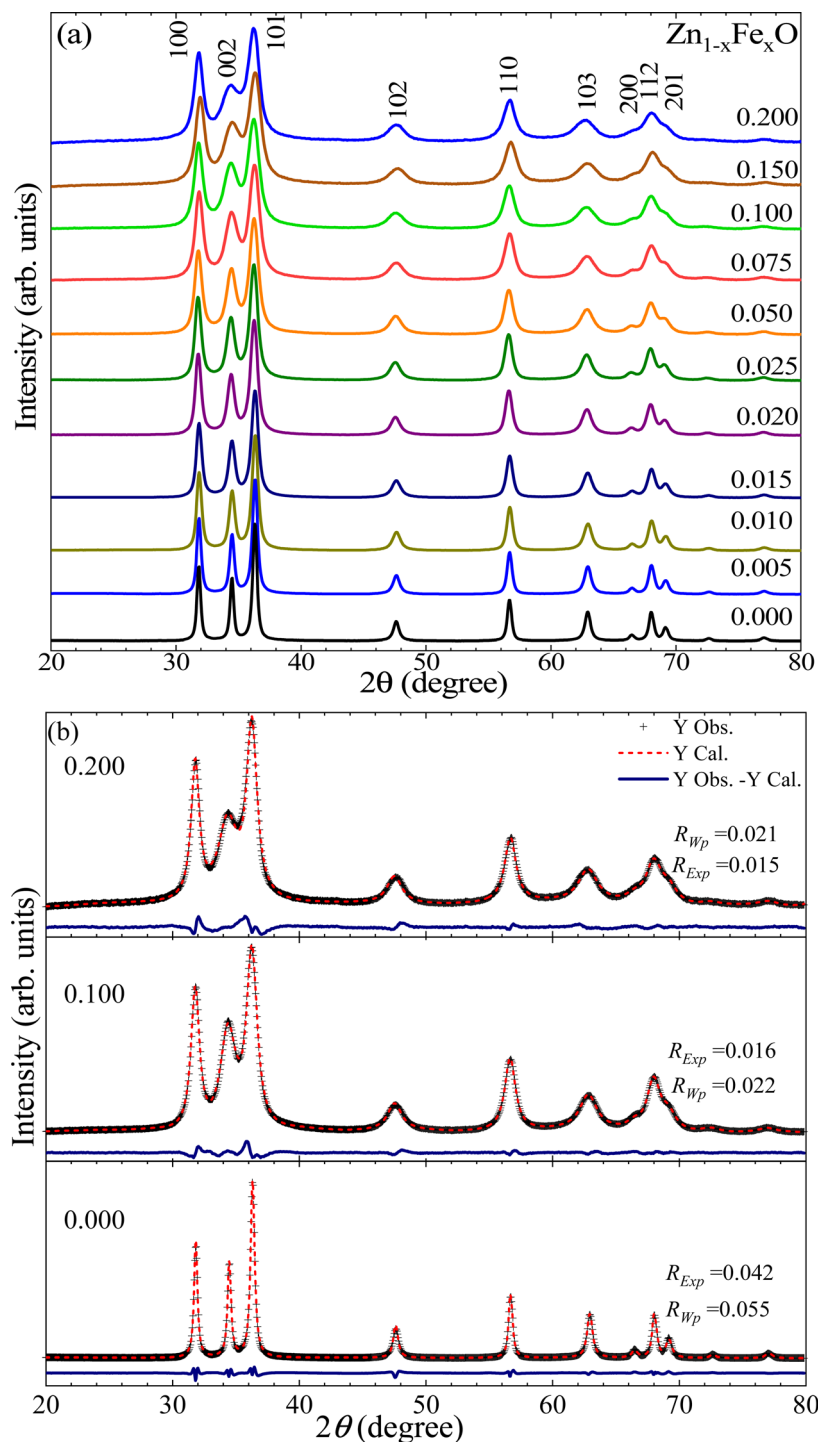 (a)
Zn1-xFexO
100
002
101
102
110
103
200
112
201
0.200
0.150
0.100
0.075
0.050
0.025
0.020
0.015
0.010
0.005
0.000
Intensity (arb. units)
20 30 40 50 60 70 80
2θ (degree)
(b)
Y Obs.
Y Cal.
Y Obs. -Y Cal.
0.200
RWp =0.021
RExp =0.015
0.100
RExp =0.016
RWp =0.022
0.000
RExp =0.042
RWp =0.055
Intensity (arb. units)
20 30 40 50 60 70 80
2θ (degree)